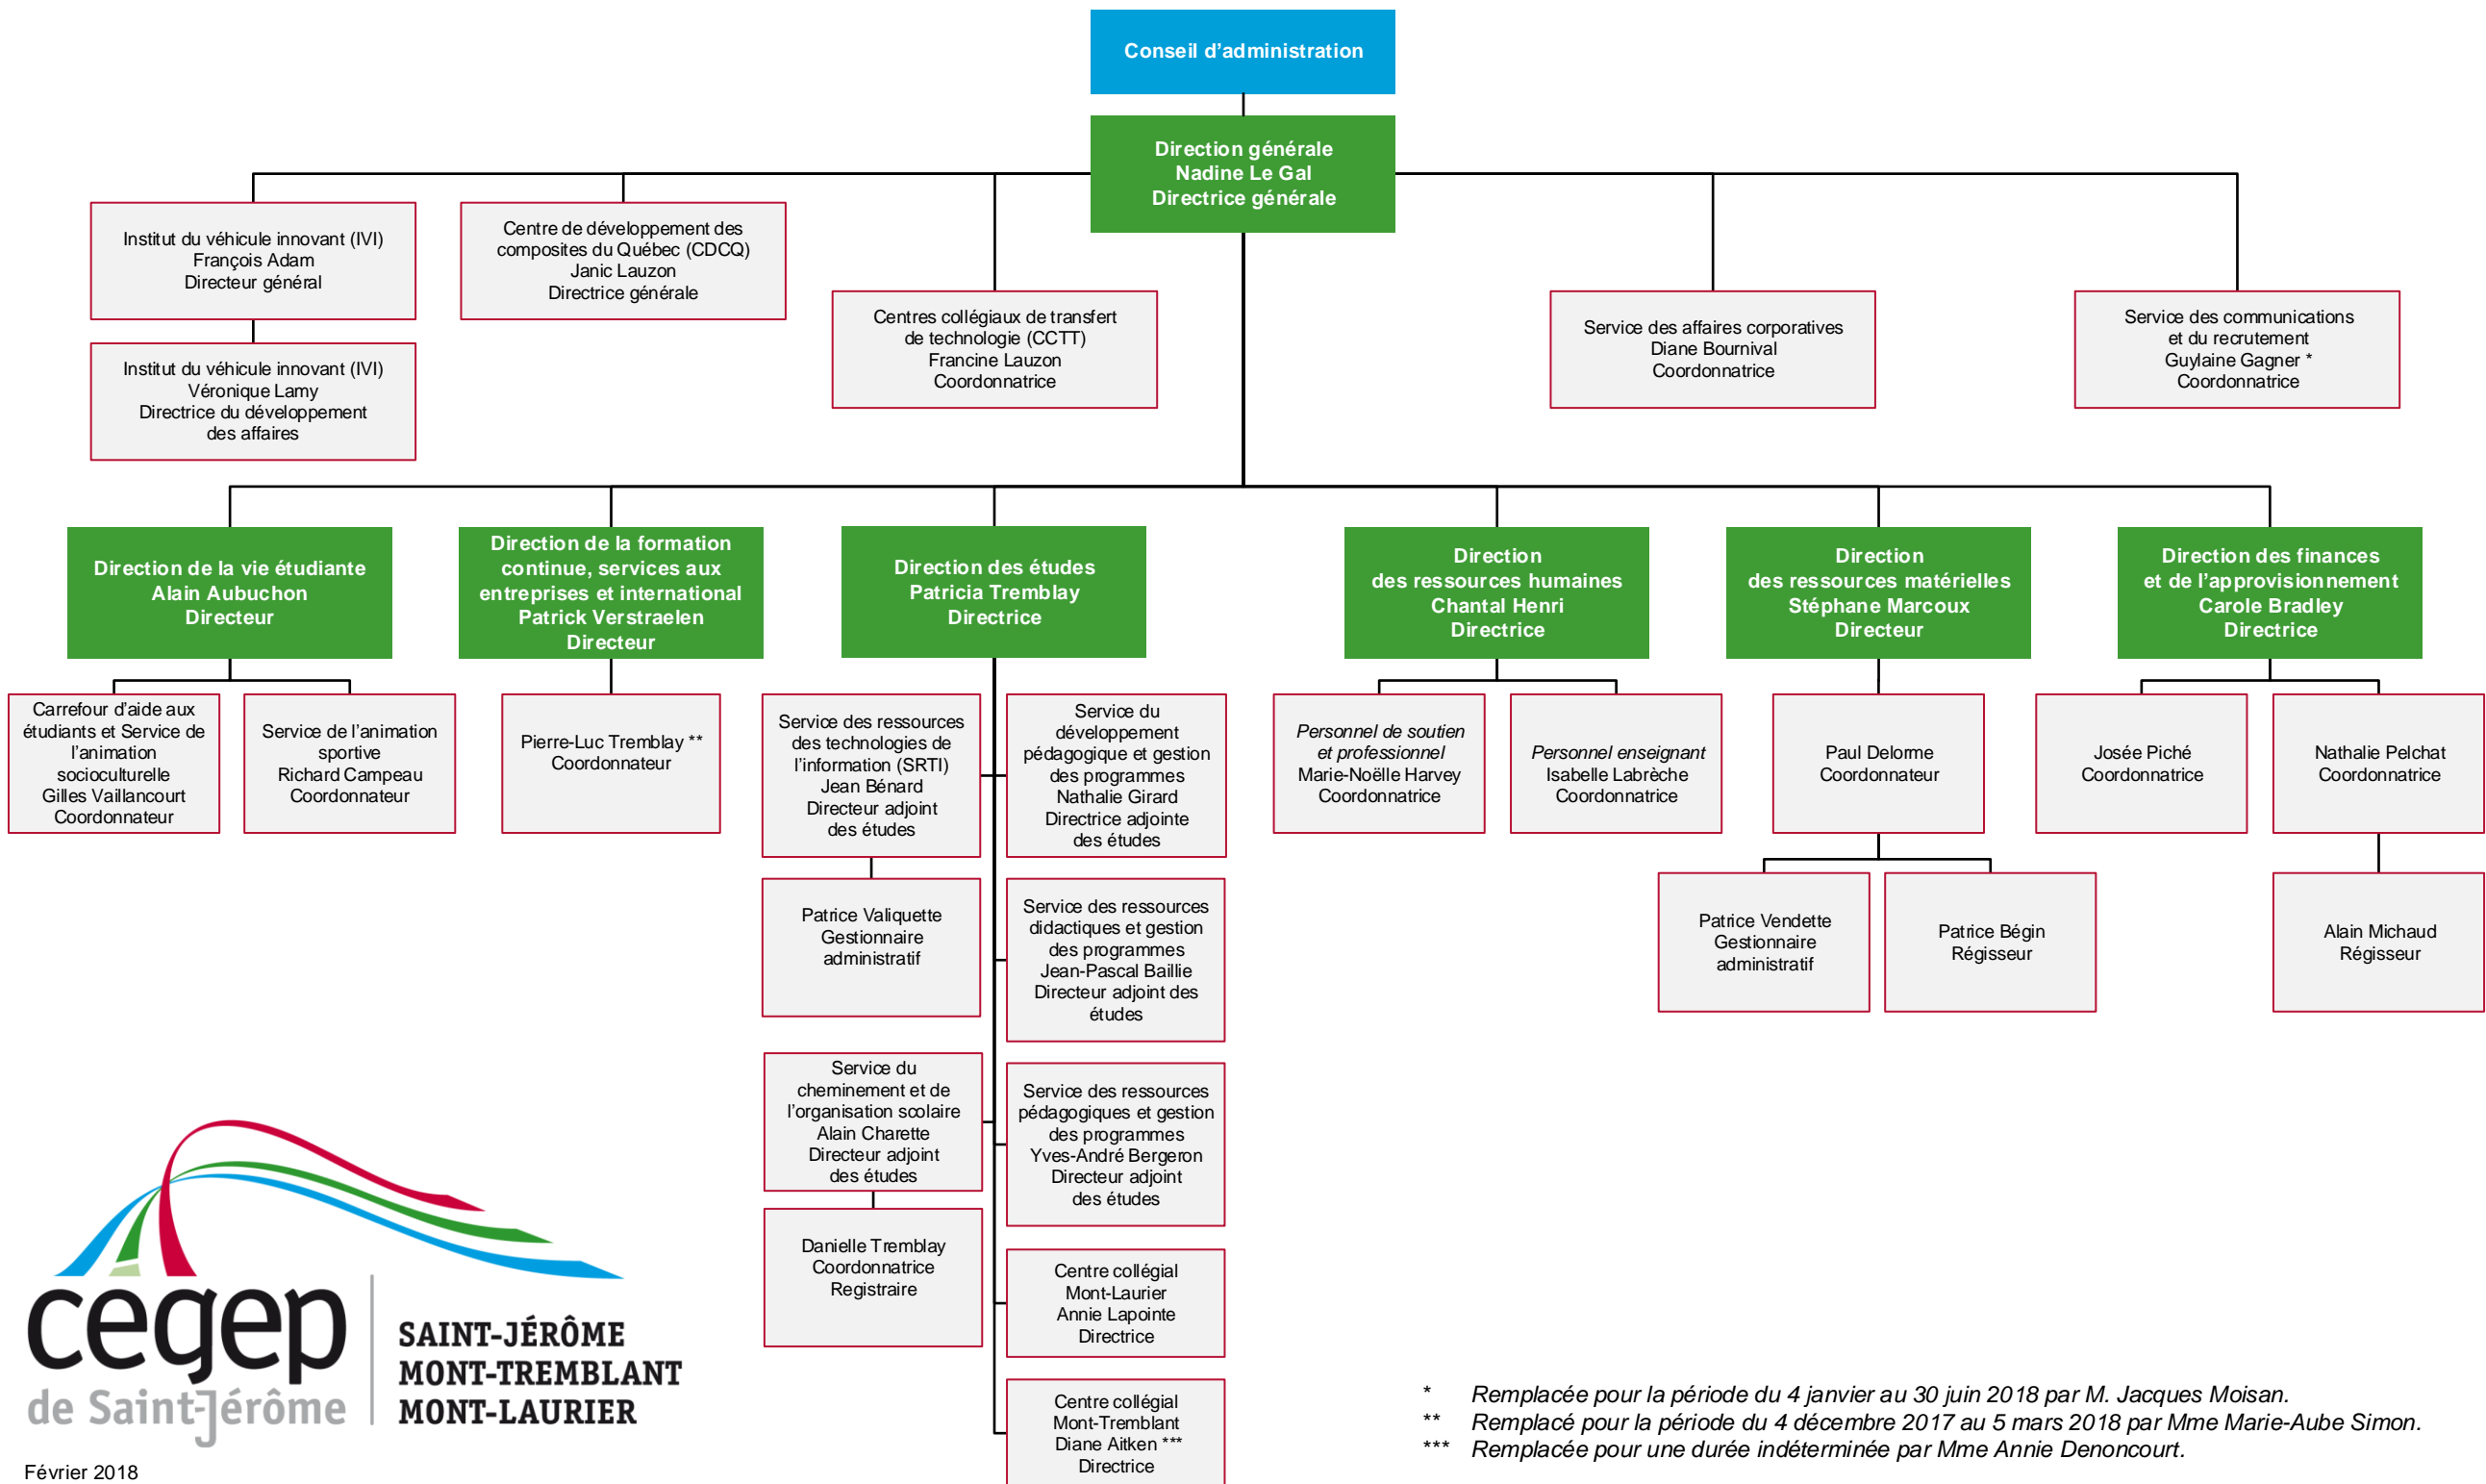 Conseil d’administration
Direction générale
Nadine Le Gal
Directrice générale
Institut du véhicule innovant (IVI)
François Adam
Directeur général
Institut du véhicule innovant (IVI)
Véronique Lamy
Directrice du développement
des affaires
Centre de développement des
composites du Québec (CDCQ)
Janic Lauzon
Directrice générale
Centres collégiaux de transfert
de technologie (CCTT)
Francine Lauzon
Coordonnatrice
Service des affaires corporatives
Diane Bournival
Coordonnatrice
Service des communications
et du recrutement
Guylaine Gagner *
Coordonnatrice
Direction de la vie étudiante
Alain Aubuchon
Directeur
Carrefour d’aide aux
étudiants et Service de
l’animation
socioculturelle
Gilles Vaillancourt
Coordonnateur
Service de l’animation
sportive
Richard Campeau
Coordonnateur
Direction de la formation
continue, services aux
entreprises et international
Patrick Verstraelen
Directeur
Pierre-Luc Tremblay **
Coordonnateur
Direction des études
Patricia Tremblay
Directrice
Service des ressources
des technologies de
l’information (SRTI)
Jean Bénard
Directeur adjoint
des études
Patrice Valiquette
Gestionnaire
administratif
Service du
cheminement et de
l’organisation scolaire
Alain Charette
Directeur adjoint
des études
Danielle Tremblay
Coordonnatrice
Registraire
Service du
développement
pédagogique et gestion
des programmes
Nathalie Girard
Directrice adjointe
des études
Service des ressources
didactiques et gestion
des programmes
Jean-Pascal Baillie
Directeur adjoint des
études
Service des ressources
pédagogiques et gestion
des programmes
Yves-André Bergeron
Directeur adjoint
des études
Centre collégial
Mont-Laurier
Annie Lapointe
Directrice
Centre collégial
Mont-Tremblant
Diane Aitken ***
Directrice
Direction
des ressources humaines
Chantal Henri
Directrice
Personnel de soutien
et professionnel
Marie-Noëlle Harvey
Coordonnatrice
Personnel enseignant
Isabelle Labrèche
Coordonnatrice
Direction
des ressources matérielles
Stéphane Marcoux
Directeur
Paul Delorme
Coordonnateur
Patrice Vendette
Gestionnaire
administratif
Patrice Bégin
Régisseur
Direction des finances
et de l’approvisionnement
Carole Bradley
Directrice
Josée Piché
Coordonnatrice
Nathalie Pelchat
Coordonnatrice
Alain Michaud
Régisseur
cégep
de Saint-Jérôme
SAINT-JÉRÔME
MONT-TREMBLANT
MONT-LAURIER
Février 2018
* Remplacée pour la période du 4 janvier au 30 juin 2018 par M. Jacques Moisan.
** Remplacé pour la période du 4 décembre 2017 au 5 mars 2018 par Mme Marie-Aube Simon.
*** Remplacée pour une durée indéterminée par Mme Annie Denoncourt.